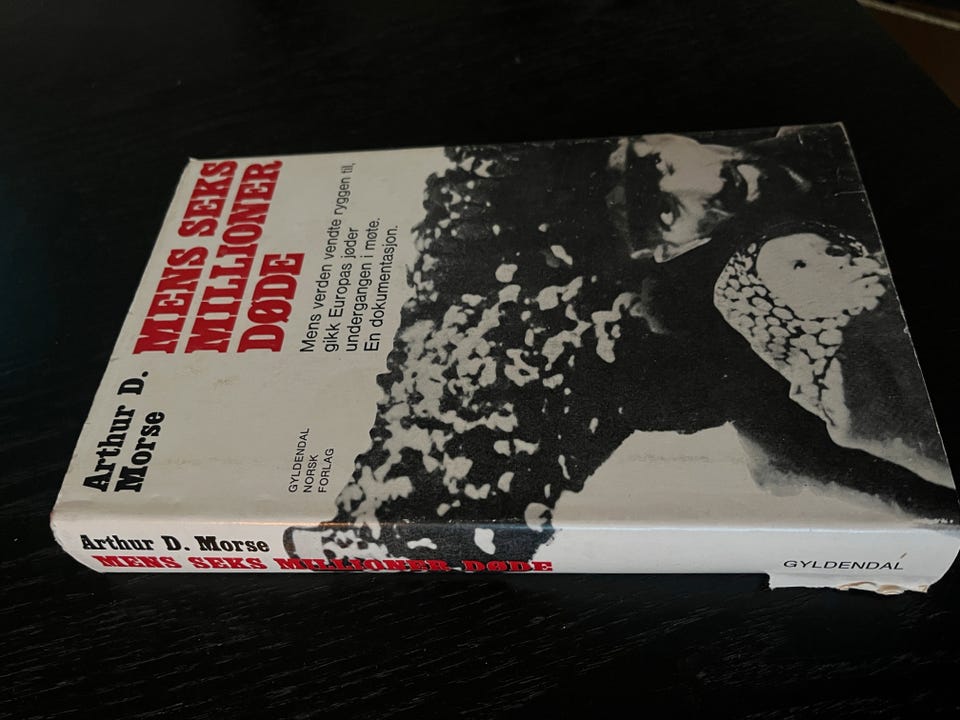 Arthur D.
Morse
MENS SEKS
MILLIONER
DØDE
Mens verden vendte ryggen til,
gikk Europas jøder
undergangen i møte.
En dokumentasjon.
GYLDENDAL
NORSK
FORLAG
Arthur D. Morse
MENS SEKS MILLIONER DØDE
GYLDENDAL